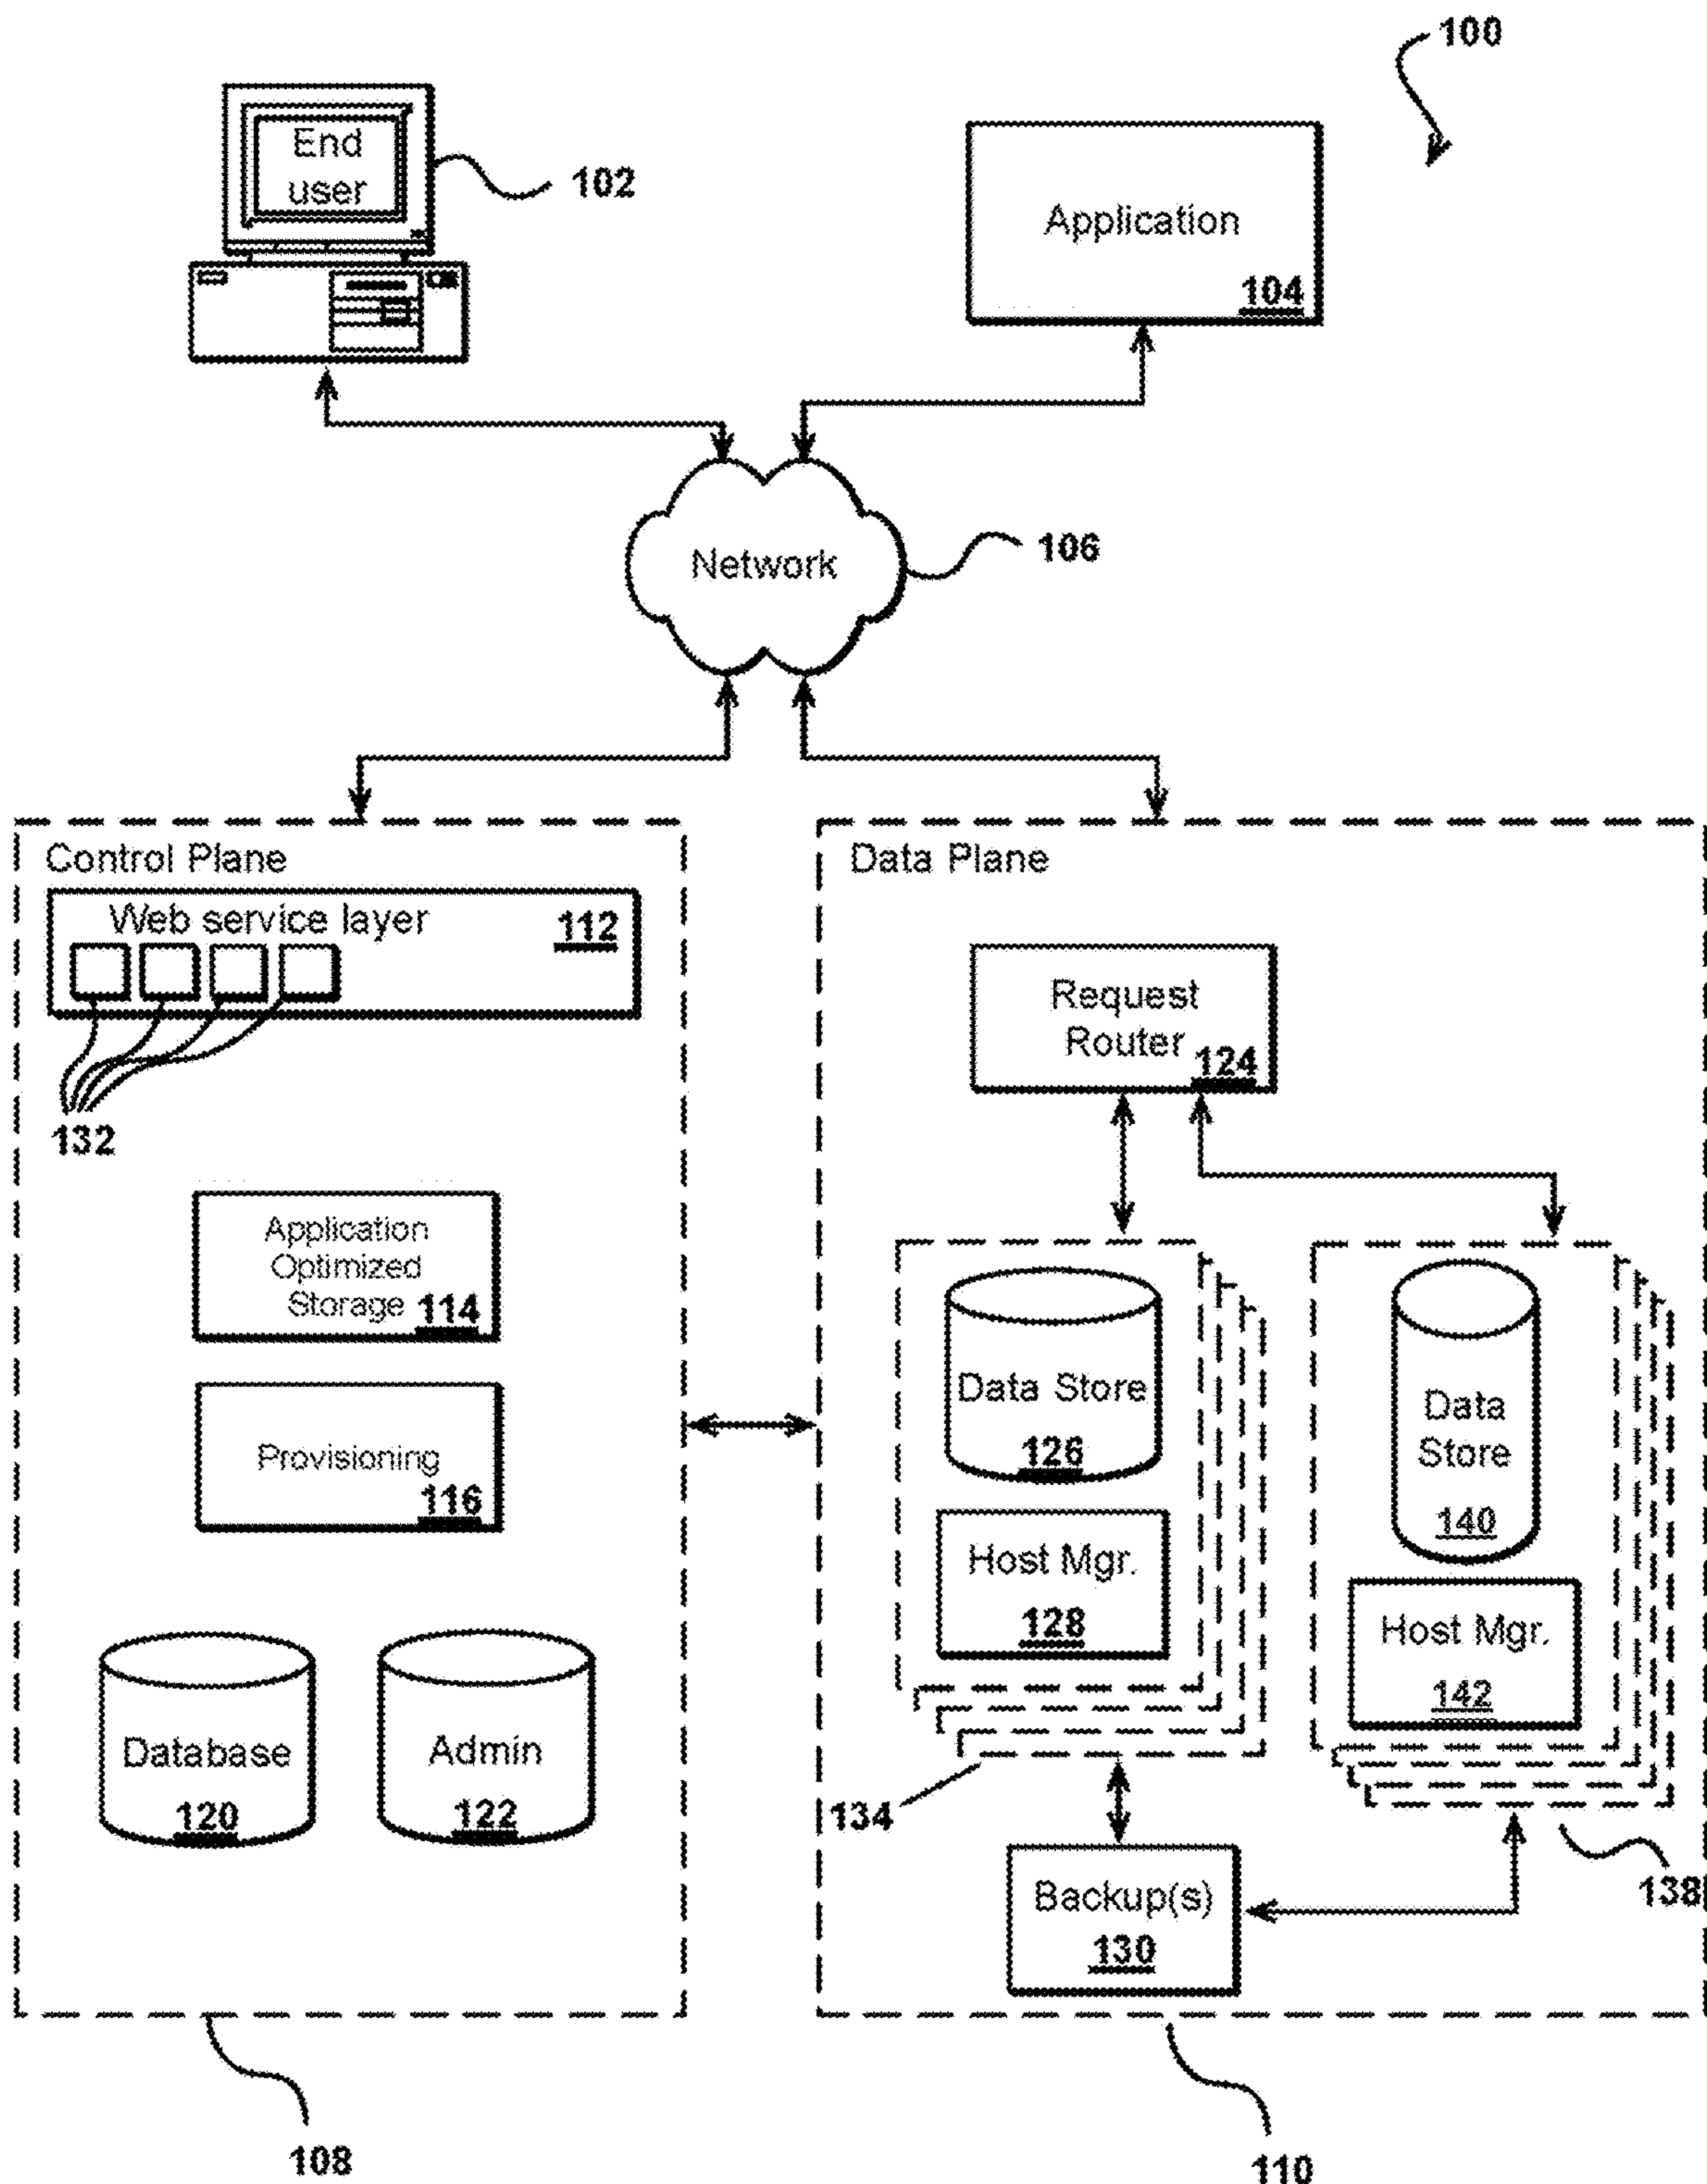 100
End
user
102
Application
104
Network
106
Control Plane
Web service layer
112
132
Application
Optimized
Storage
114
Provisioning
116
Database
120
Admin
122
108
Data Plane
Request
Router
124
Data Store
126
Host Mgr.
128
134
Data
Store
140
Host Mgr.
142
138
Backup(s)
130
110